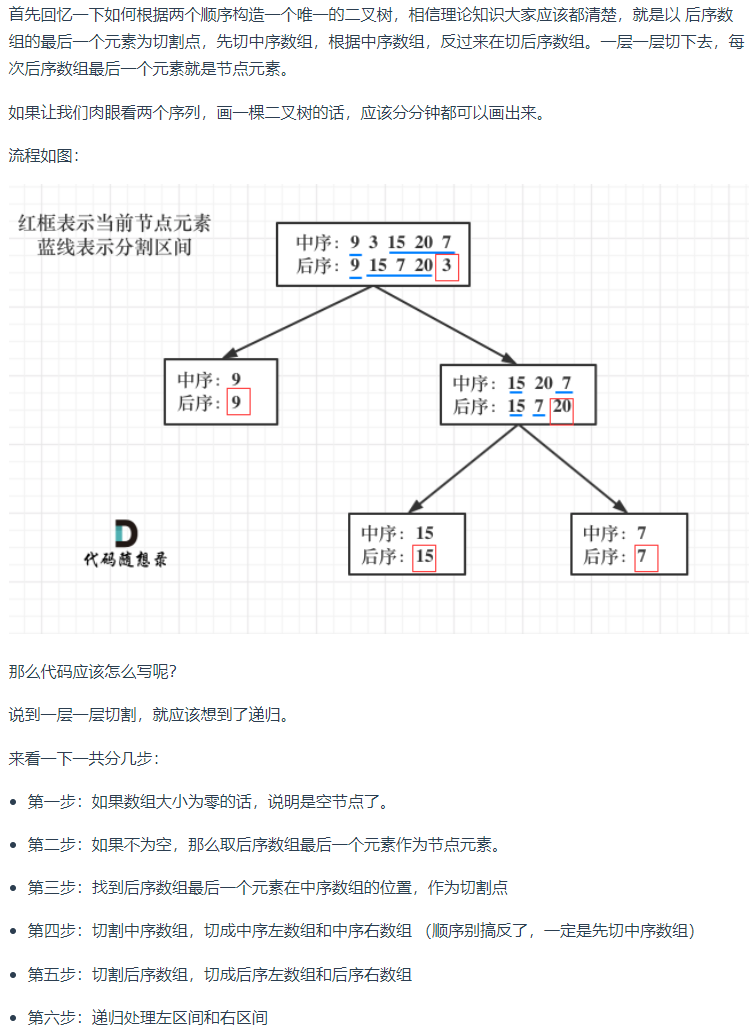 首先回忆一下如何根据两个顺序构造一个唯一的二叉树，相信理论知识大家应该都清楚，就是以 后序数
组的最后一个元素为切割点，先切中序数组，根据中序数组，反过来在切后序数组。一层一层切下去，每
次后序数组最后一个元素就是节点元素。
如果让我们肉眼看两个序列，画一棵二叉树的话，应该分分钟都可以画出来。
流程如图：
红框表示当前节点元素
蓝线表示分割区间
中序：9 3 15 20 7
后序：9 15 7 20 3
中序：9
后序：9
中序：15 20 7
后序：15 7 20
中序：15
后序：15
中序：7
后序：7
代码随想录
那么代码应该怎么写呢？
说到一层一层切割，就应该想到了递归。
来看一下一共分几步：
• 第一步：如果数组大小为零的话，说明是空节点了。
• 第二步：如果不为空，那么取后序数组最后一个元素作为节点元素。
• 第三步：找到后序数组最后一个元素在中序数组的位置，作为切割点
• 第四步：切割中序数组，切成中序左数组和中序右数组 （顺序别搞反了，一定是先切中序数组）
• 第五步：切割后序数组，切成后序左数组和后序右数组
• 第六步：递归处理左区间和右区间